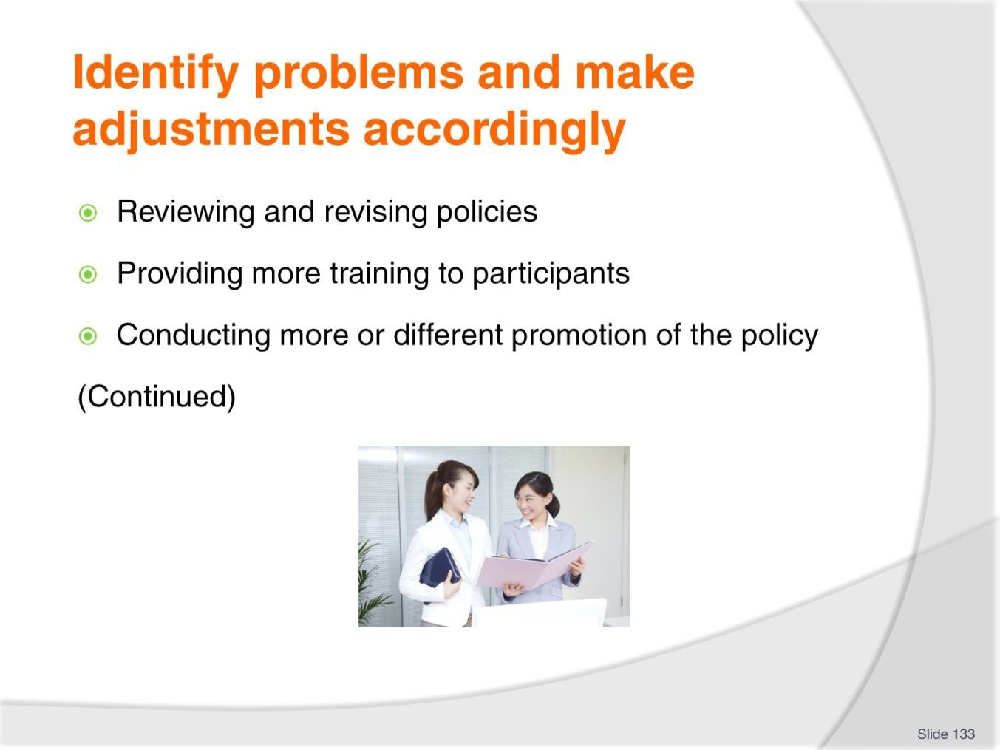 Identify problems and make
adjustments accordingly
Reviewing and revising policies
Providing more training to participants
Conducting more or different promotion of the policy
(Continued)
Slide 133